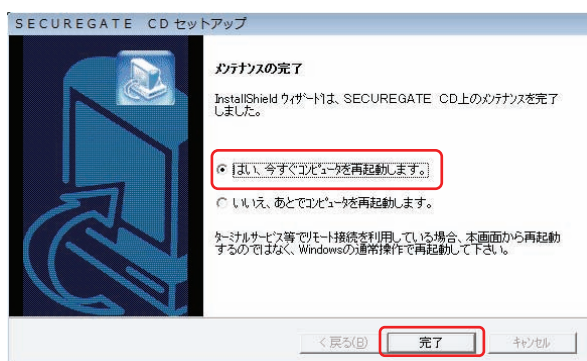 SECUREGATE CDセットアップ
メンテナンスの完了
InstallShield ウィザードは、SECUREGATE CD上のメンテナンスを完了
しました。
はい、今すぐコンピュータを再起動します。
いいえ、あとでコンピュータを再起動します。
ターミナルサービス等でリモート接続を利用している場合、本画面から再起動
するのではなく、Windowsの通常操作で再起動して下さい。
< 戻る(B)
完了
キャンセル